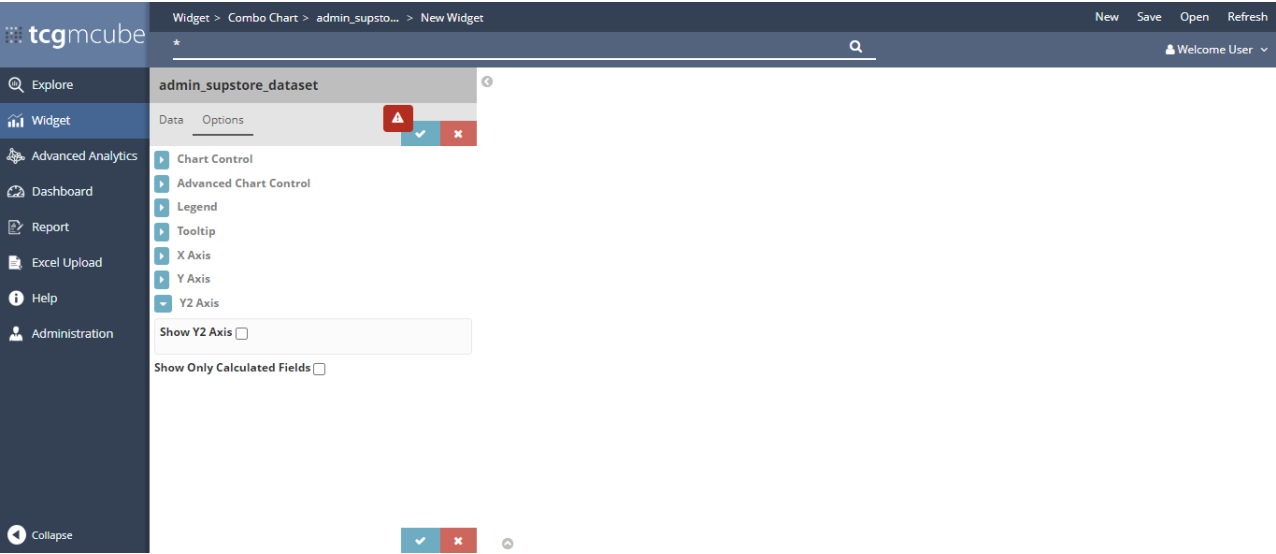 tcgmcube
Widget > Combo Chart > admin_supsto... > New Widget
New Save Open Refresh
*
Welcome User
Explore
Widget
Advanced Analytics
Dashboard
Report
Excel Upload
Help
Administration
Collapse
admin_supstore_dataset
Data Options
Chart Control
Advanced Chart Control
Legend
Tooltip
X Axis
Y Axis
Y2 Axis
Show Y2 Axis
Show Only Calculated Fields